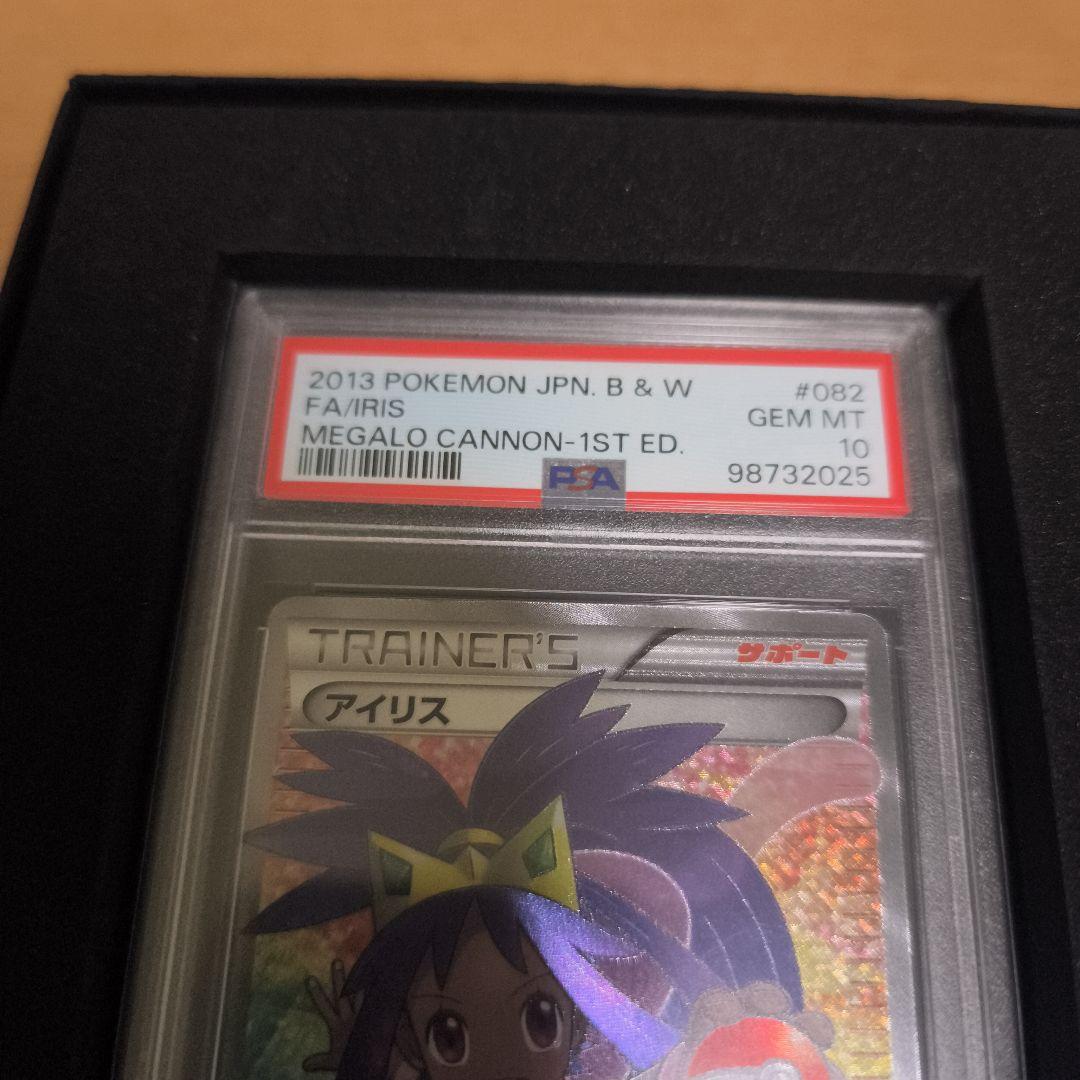 2013 POKEMON JPN. B & W #082
FA/IRIS GEM MT
MEGALO CANNON-1ST ED. 10
PSA 98732025
TRAINER'S サポート
アイリス